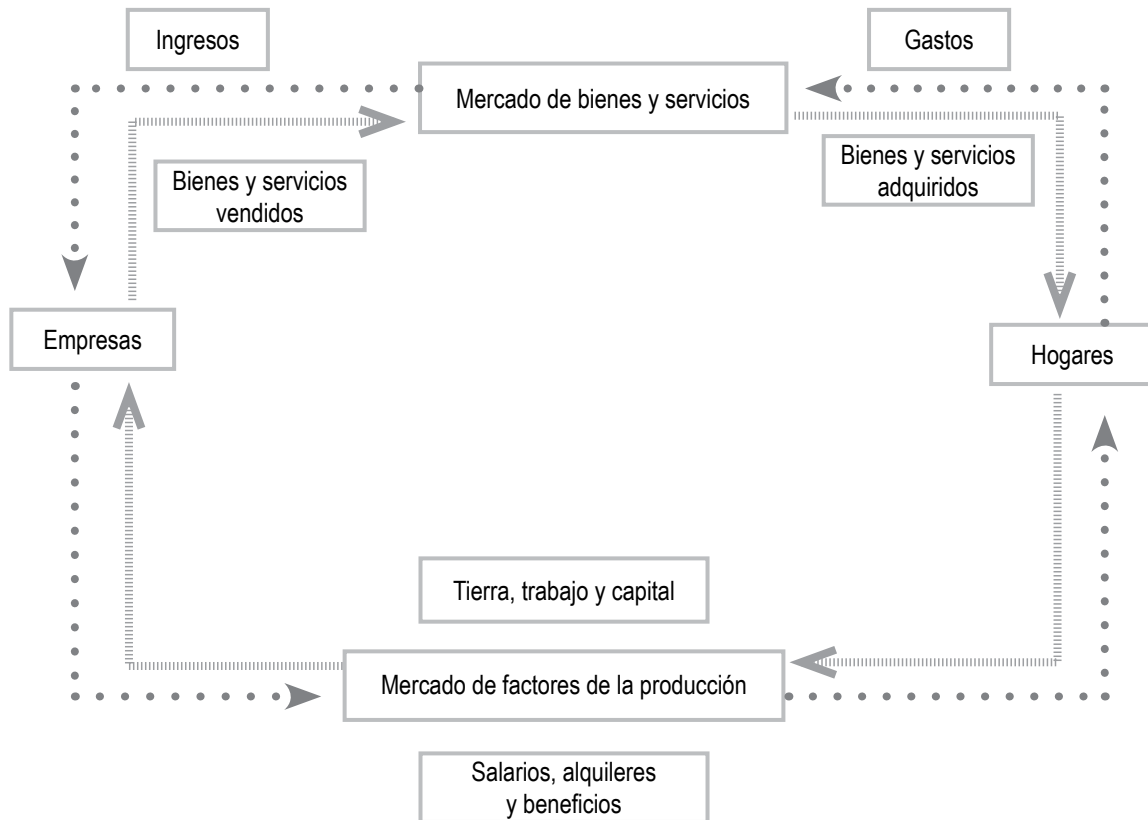 Ingresos
Gastos
Mercado de bienes y servicios
Bienes y servicios
vendidos
Bienes y servicios
adquiridos
Empresas
Hogares
Tierra, trabajo y capital
Mercado de factores de la producción
Salarios, alquileres
y beneficios